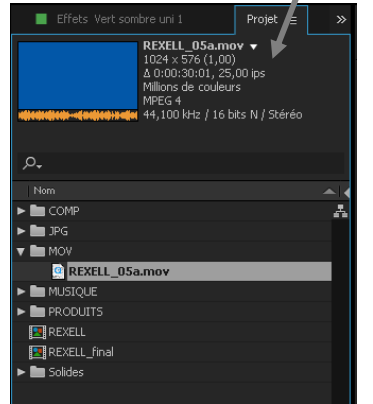 Effets Vert sombre uni 1 Projet ≡ »
REXELL_05a.mov ▼
1024 x 576 (1,00)
Δ 0:00:30:01, 25,00 ips
Millions de couleurs
MPEG 4
44,100 kHz / 16 bits N / Stéréo
Nom
COMP
JPG
MOV
REXELL_05a.mov
MUSIQUE
PRODUITS
REXELL
REXELL_final
Solides